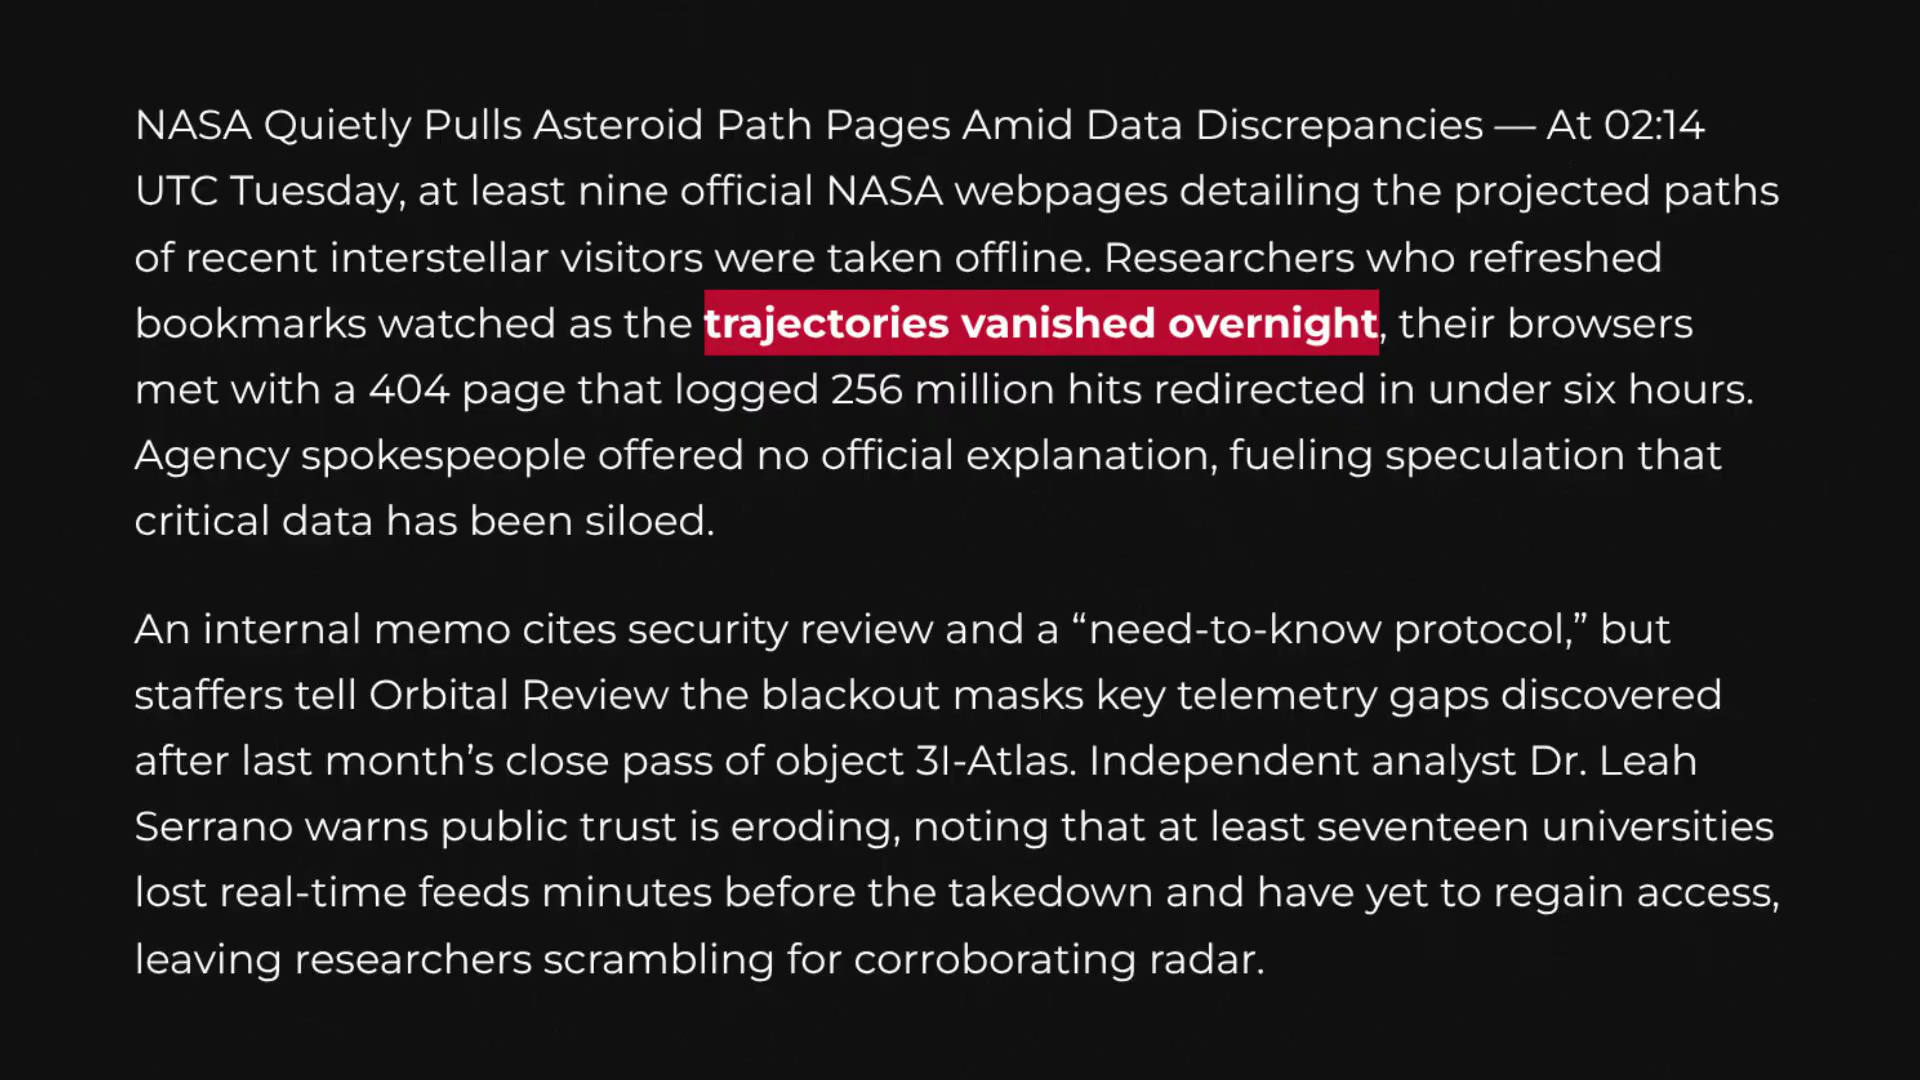 NASA Quietly Pulls Asteroid Path Pages Amid Data Discrepancies — At 02:14
UTC Tuesday, at least nine official NASA webpages detailing the projected paths
of recent interstellar visitors were taken offline. Researchers who refreshed
bookmarks watched as the trajectories vanished overnight, their browsers
met with a 404 page that logged 256 million hits redirected in under six hours.
Agency spokespeople offered no official explanation, fueling speculation that
critical data has been siloed.
An internal memo cites security review and a “need-to-know protocol,” but
staffers tell Orbital Review the blackout masks key telemetry gaps discovered
after last month’s close pass of object 3I-Atlas. Independent analyst Dr. Leah
Serrano warns public trust is eroding, noting that at least seventeen universities
lost real-time feeds minutes before the takedown and have yet to regain access,
leaving researchers scrambling for corroborating radar.